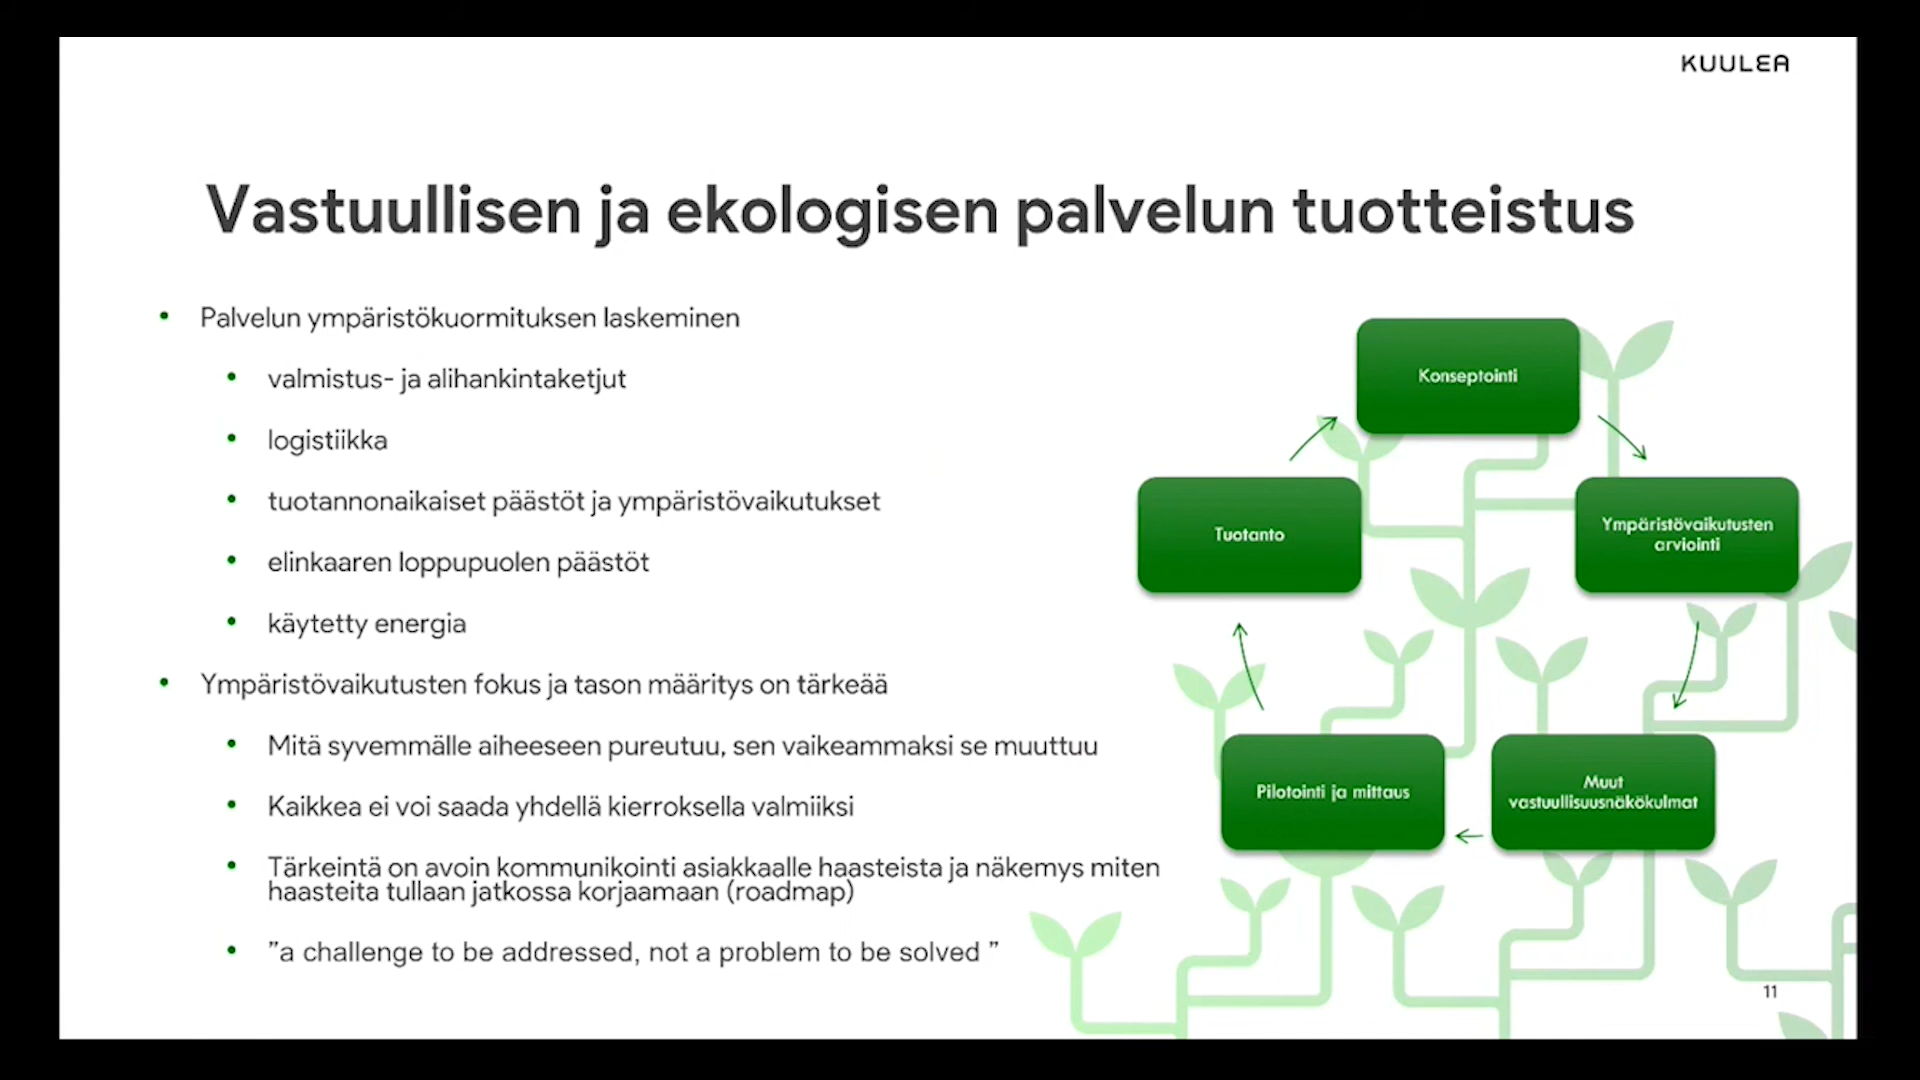 KUULEA
Vastuullisen ja ekologisen palvelun tuotteistus
• Palvelun ympäristökuormituksen laskeminen
• valmistus- ja alihankintaketjut
• logistiikka
• tuotannonaikaiset päästöt ja ympäristövaikutukset
• elinkaaren loppupuolen päästöt
• käytetty energia
• Ympäristövaikutusten fokus ja tason määritys on tärkeää
• Mitä syvemmälle aiheeseen pureutuu, sen vaikeammaksi se muuttuu
• Kaikkea ei voi saada yhdellä kierroksella valmiiksi
• Tärkeintä on avoin kommunikointi asiakkaalle haasteista ja näkemys miten
haasteita tullaan jatkossa korjaamaan (roadmap)
• ”a challenge to be addressed, not a problem to be solved ”
Konseptointi
Ympäristövaikutusten
arviointi
Muut
vastuullisuusnäkökulmat
Pilotointi ja mittaus
Tuotanto
11